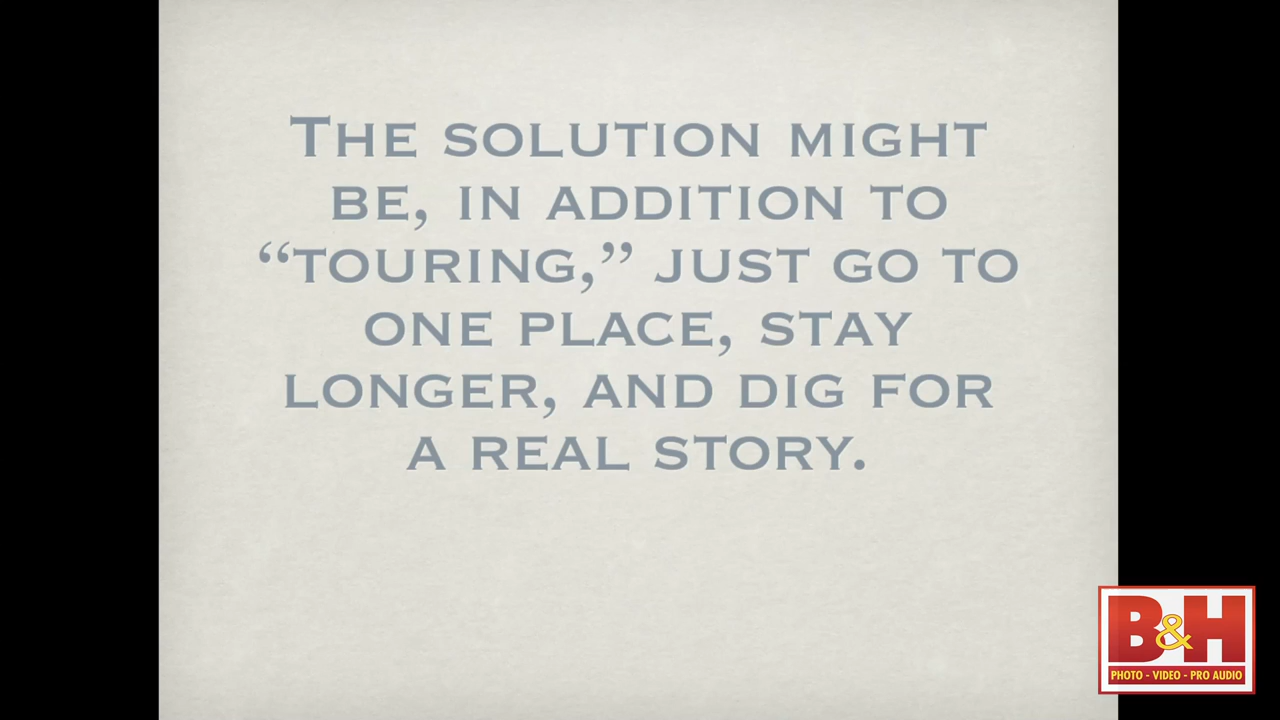 The solution might
be, in addition to
“touring,” just go to
one place, stay
longer, and dig for
a real story.
B&H
PHOTO - VIDEO - PRO AUDIO